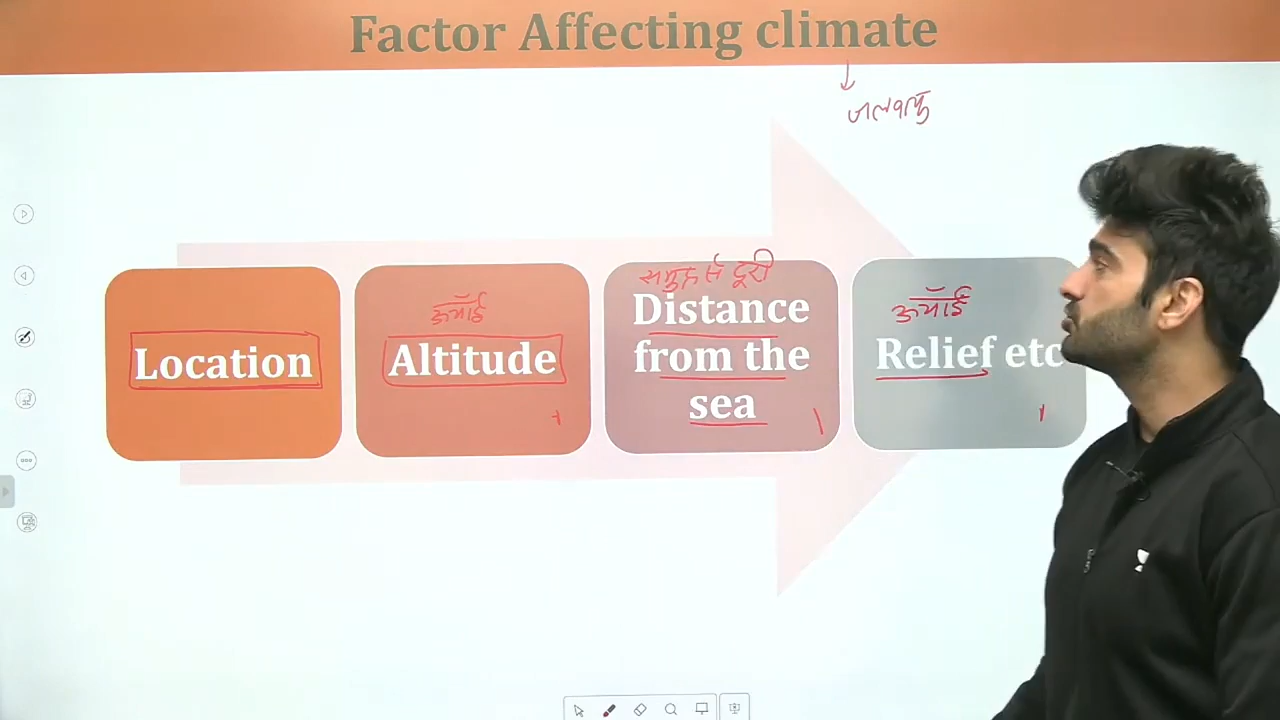 Factor Affecting climate
जलवायु
Location
ऊँचाई
Altitude
समुद्र से दूरी
Distance
from the
sea
ऊँचाई
Relief etc